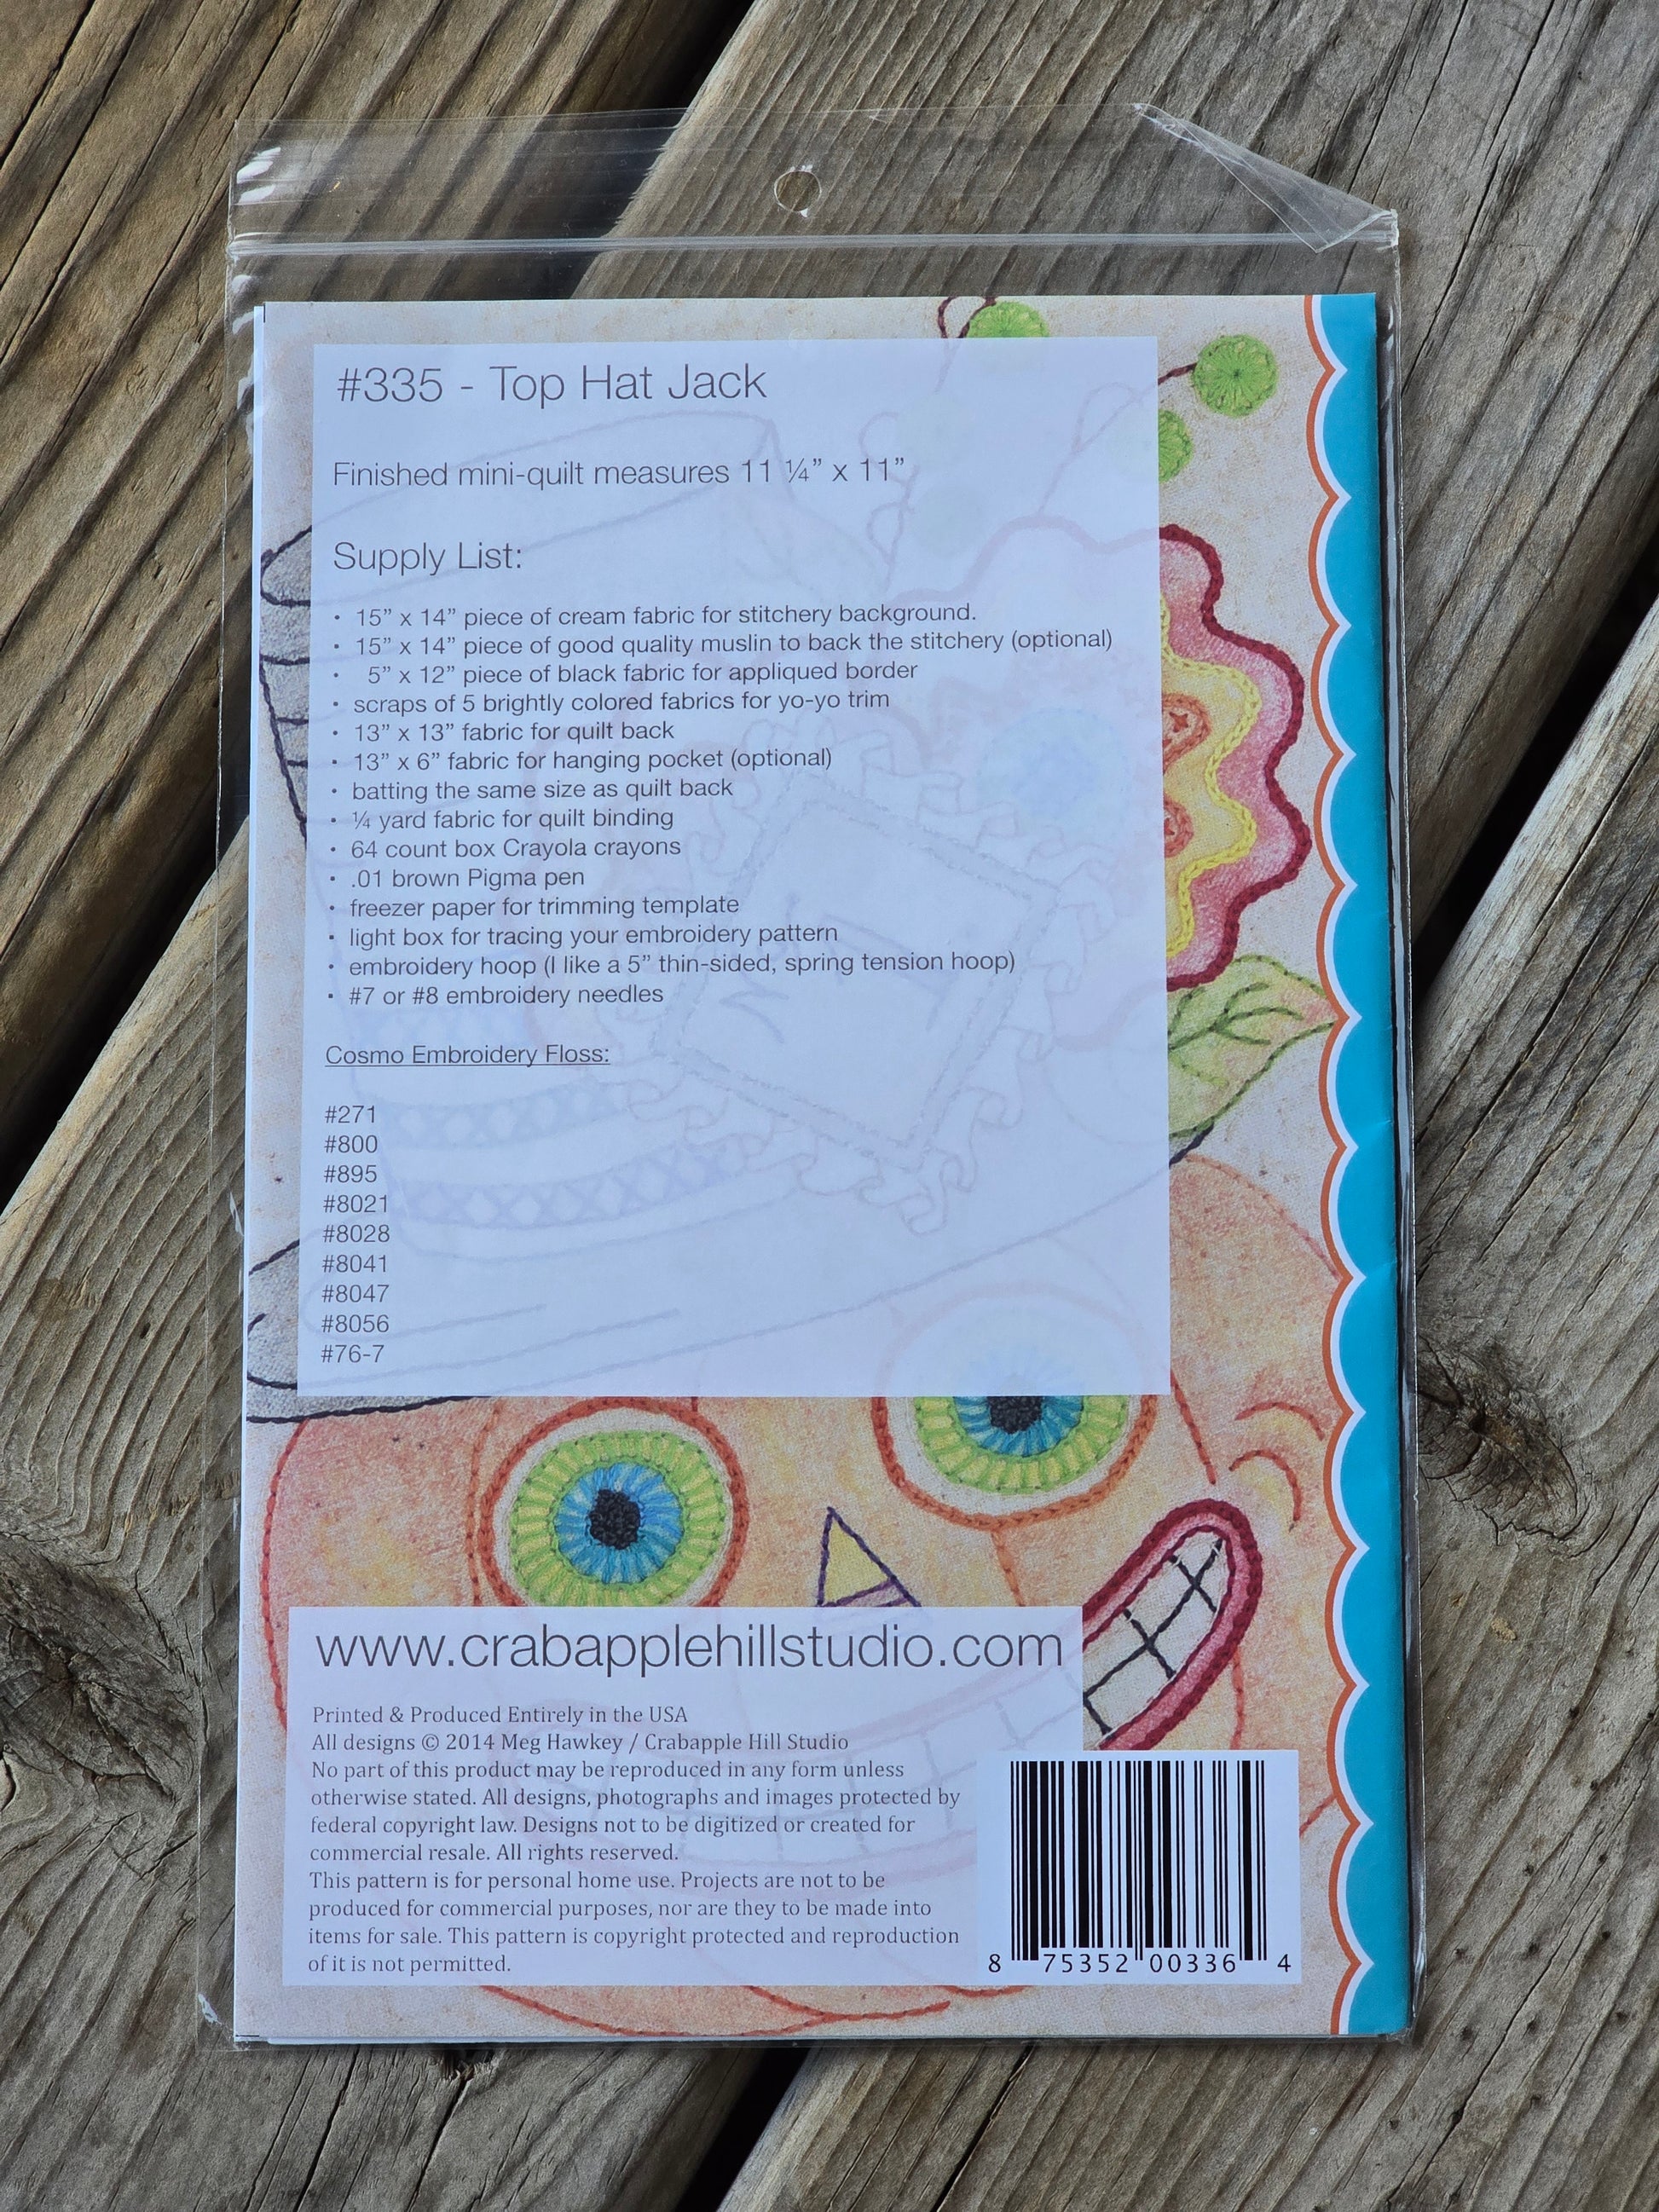 #335 - Top Hat Jack
Finished mini-quilt measures 11 ¼” x 11”
Supply List:
• 15” x 14” piece of cream fabric for stitchery background.
• 15” x 14” piece of good quality muslin to back the stitchery (optional)
• 5” x 12” piece of black fabric for appliqued border
• scraps of 5 brightly colored fabrics for yo-yo trim
• 13” x 13” fabric for quilt back
• 13” x 6” fabric for hanging pocket (optional)
• batting the same size as quilt back
• ¼ yard fabric for quilt binding
• 64 count box Crayola crayons
• .01 brown Pigma pen
• freezer paper for trimming template
• light box for tracing your embroidery pattern
• embroidery hoop (I like a 5” thin-sided, spring tension hoop)
• #7 or #8 embroidery needles
Cosmo Embroidery Floss:
#271
#800
#895
#8021
#8028
#8041
#8047
#8056
#76-7
www.crabapplehillstudio.com
Printed & Produced Entirely in the USA
All designs © 2014 Meg Hawkey / Crabapple Hill Studio
No part of this product may be reproduced in any form unless
otherwise stated. All designs, photographs and images protected by
federal copyright law. Designs not to be digitized or created for
commercial resale. All rights reserved.
This pattern is for personal home use. Projects are not to be
produced for commercial purposes, nor are they to be made into
items for sale. This pattern is copyright protected and reproduction
of it is not permitted.
8 75352 00336 4